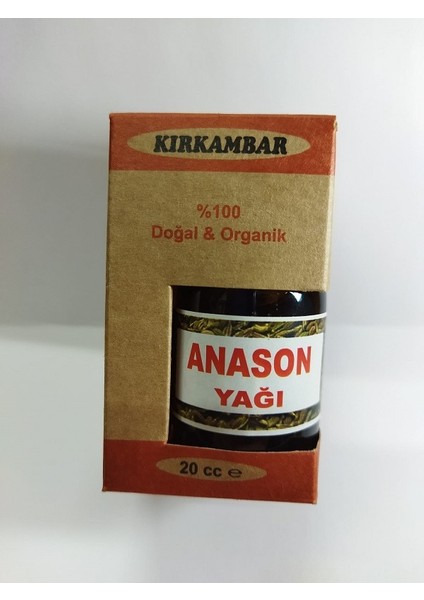 KIRKAMBAR
%100
Doğal & Organik
ANASON
YAĞI
20 cc ℮